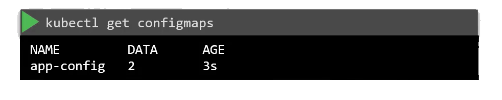 kubectl get configmaps
NAME DATA AGE
app-config 2 3s